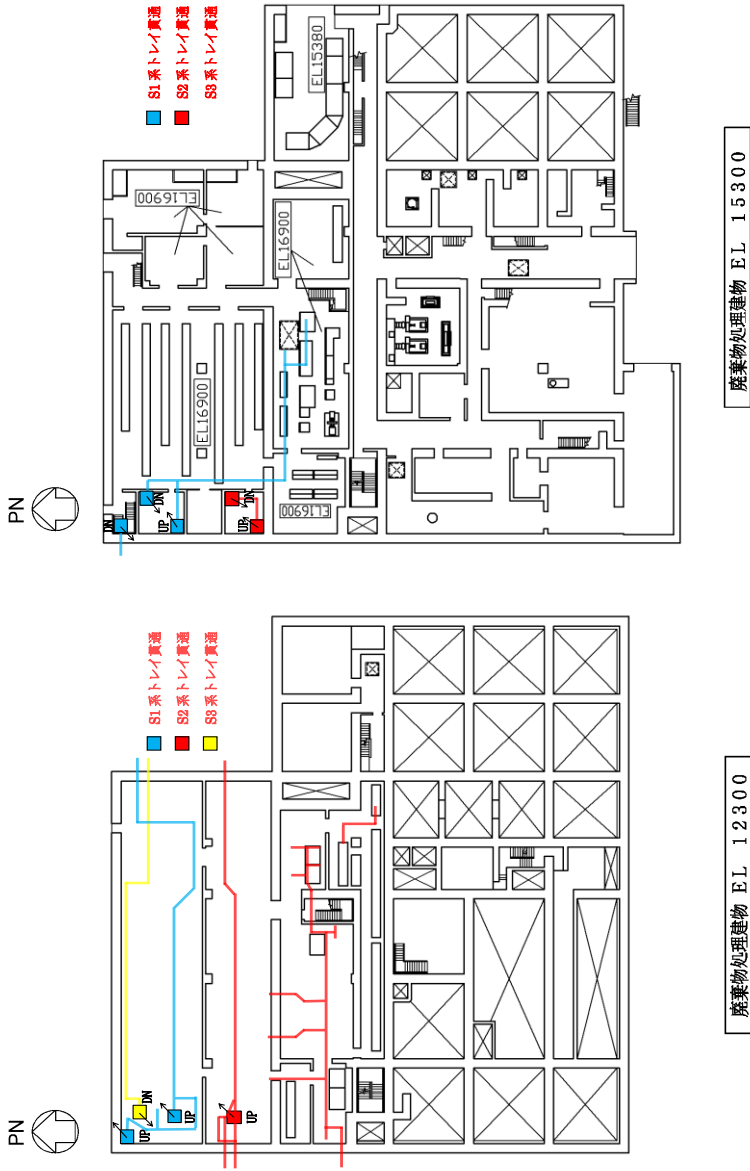 PN
S1系トレイ貫通
S2系トレイ貫通
S3系トレイ貫通
EL15380
EL16900
EL16900
EL16900
EL16900
DN
DN
UP
DN
UP
廃棄物処理建物 EL 15300
PN
S1系トレイ貫通
S2系トレイ貫通
S3系トレイ貫通
DN
UP
UP
UP
廃棄物処理建物 EL 12300